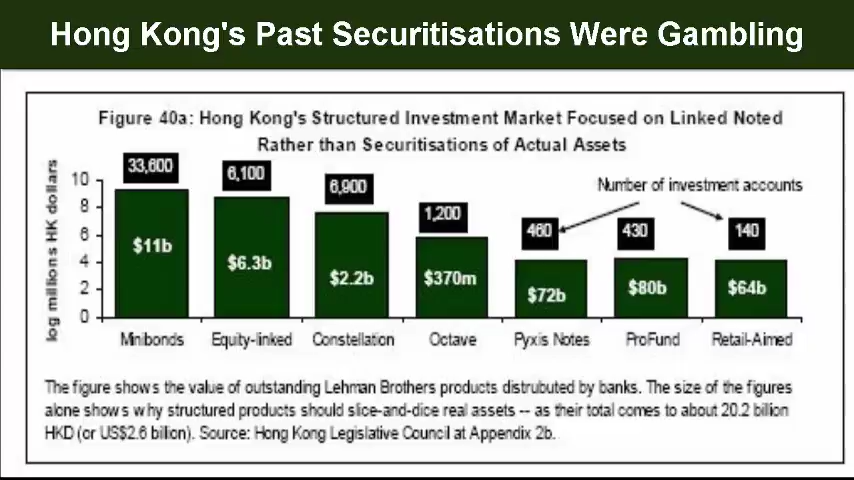 Hong Kong's Past Securitisations Were Gambling
Figure 40a: Hong Kong's Structured Investment Market Focused on Linked Noted
Rather than Securitisations of Actual Assets
log millions HK dollars
10
8
6
4
2
0
33,600
6,100
6,900
1,200
460
430
140
Number of investment accounts
$11b
$6.3b
$2.2b
$370m
$72b
$80b
$64b
Minibonds
Equity-linked
Constellation
Octave
Pyxis Notes
ProFund
Retail-Aimed
The figure shows the value of outstanding Lehman Brothers products distrubuted by banks. The size of the figures
alone shows why structured products should slice-and-dice real assets -- as their total comes to about 20.2 billion
HKD (or US$2.6 billion). Source: Hong Kong Legislative Council at Appendix 2b.